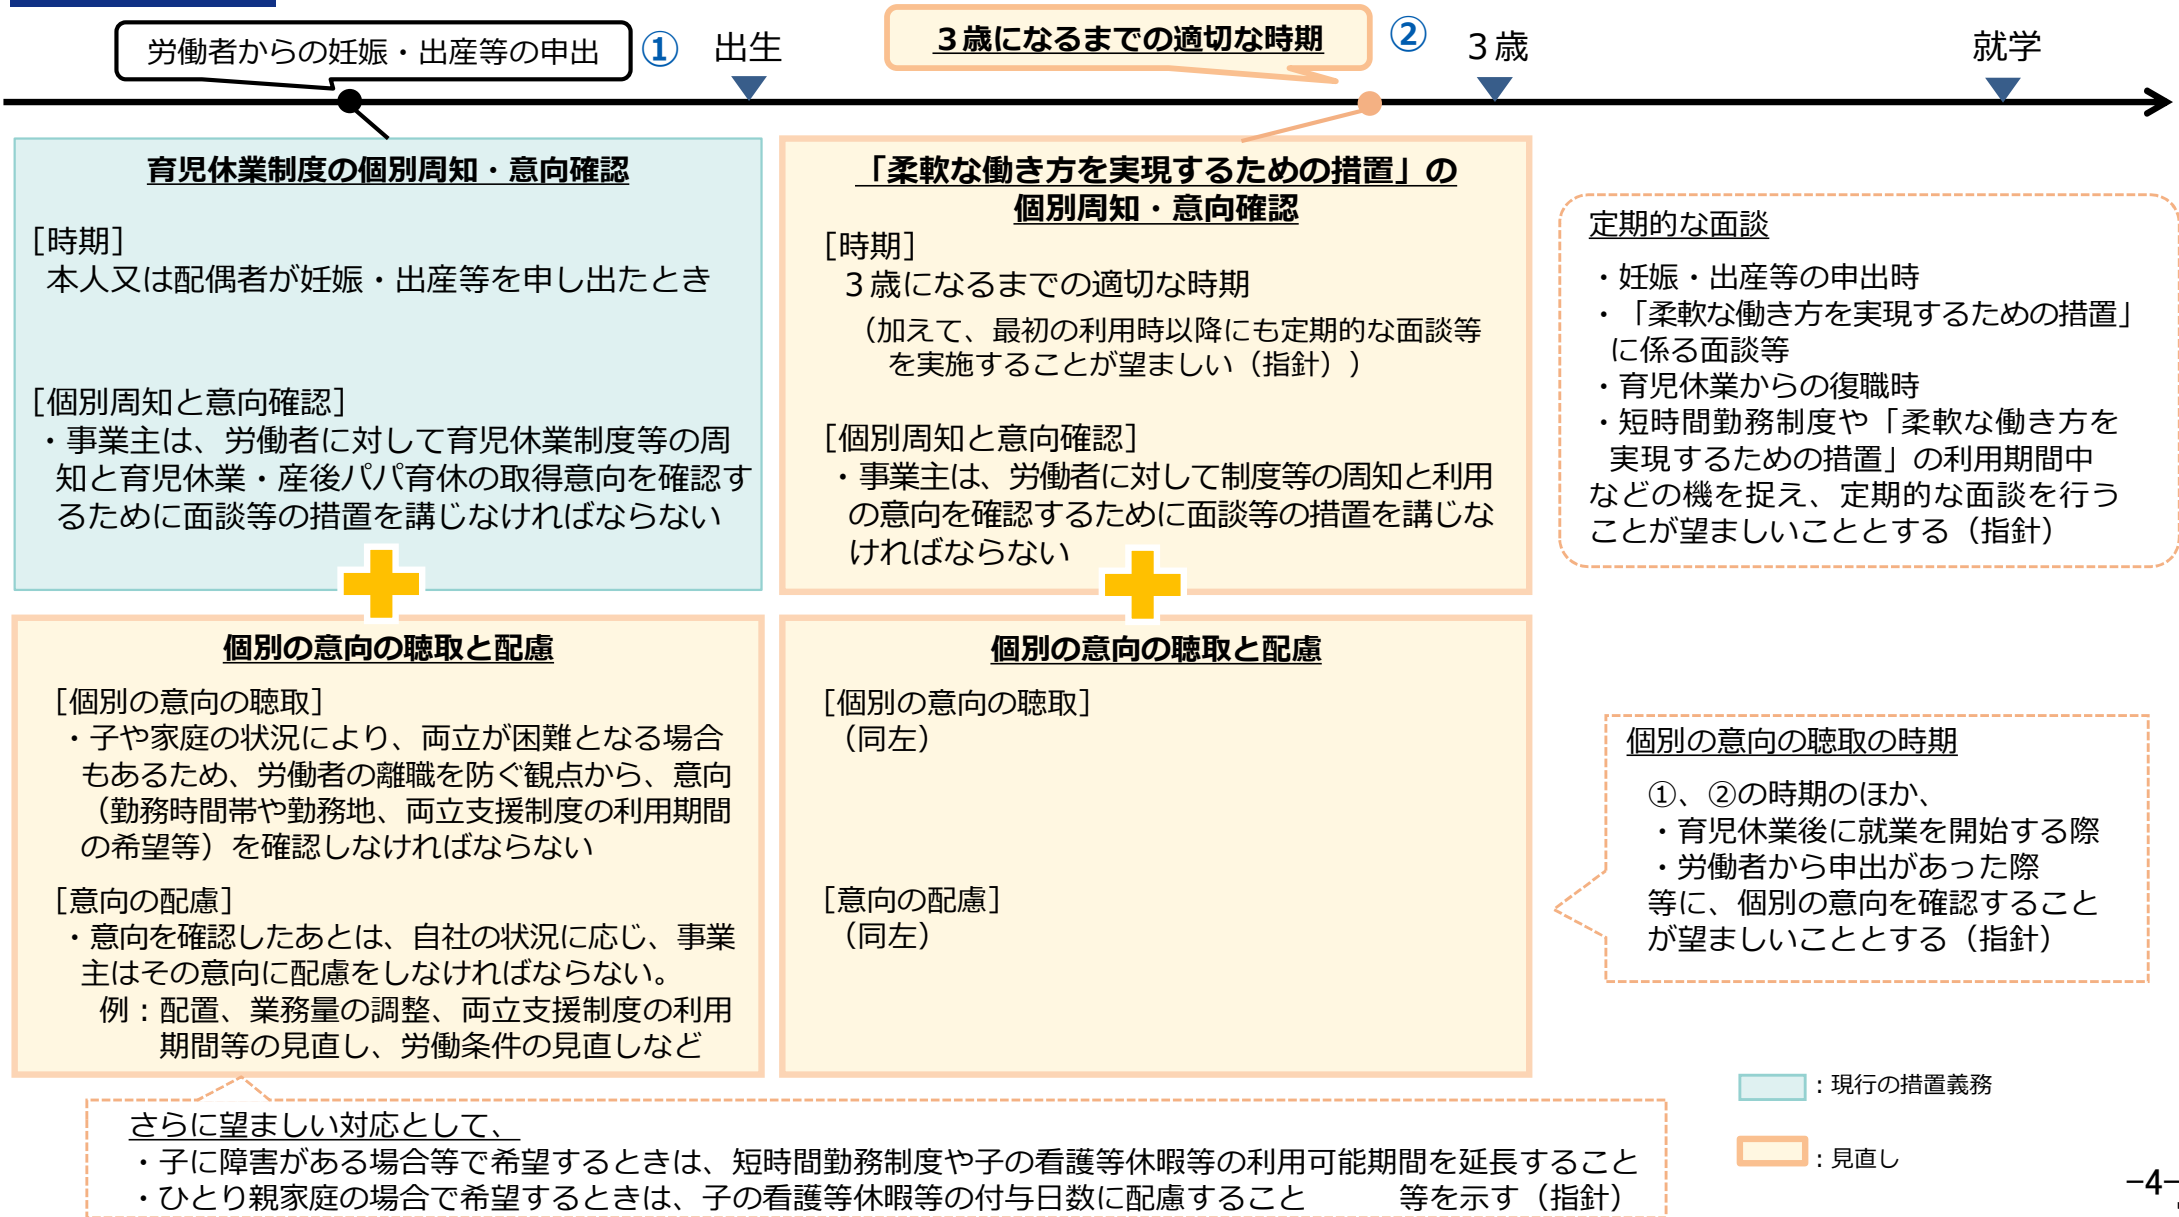 労働者からの妊娠・出産等の申出
①
出生
３歳になるまでの適切な時期
②
３歳
就学
育児休業制度の個別周知・意向確認
［時期］
本人又は配偶者が妊娠・出産等を申し出たとき
［個別周知と意向確認］
・事業主は、労働者に対して育児休業制度等の周
知と育児休業・産後パパ育休の取得意向を確認す
るために面談等の措置を講じなければならない
「柔軟な働き方を実現するための措置」の
個別周知・意向確認
［時期］
３歳になるまでの適切な時期
（加えて、最初の利用時以降にも定期的な面談等
を実施することが望ましい（指針））
［個別周知と意向確認］
・事業主は、労働者に対して制度等の周知と利用
の意向を確認するために面談等の措置を講じな
ければならない
定期的な面談
・妊娠・出産等の申出時
・「柔軟な働き方を実現するための措置」
に係る面談等
・育児休業からの復職時
・短時間勤務制度や「柔軟な働き方を
実現するための措置」の利用期間中
などの機を捉え、定期的な面談を行う
ことが望ましいこととする（指針）
個別の意向の聴取と配慮
［個別の意向の聴取］
・子や家庭の状況により、両立が困難となる場合
もあるため、労働者の離職を防ぐ観点から、意向
（勤務時間帯や勤務地、両立支援制度の利用期間
の希望等）を確認しなければならない
［意向の配慮］
・意向を確認したあとは、自社の状況に応じ、事業
主はその意向に配慮をしなければならない。
例：配置、業務量の調整、両立支援制度の利用
期間等の見直し、労働条件の見直しなど
個別の意向の聴取と配慮
［個別の意向の聴取］
（同左）
［意向の配慮］
（同左）
個別の意向の聴取の時期
①、②の時期のほか、
・育児休業後に就業を開始する際
・労働者から申出があった際
等に、個別の意向を確認すること
が望ましいこととする（指針）
さらに望ましい対応として、
・子に障害がある場合等で希望するときは、短時間勤務制度や子の看護等休暇等の利用可能期間を延長すること
・ひとり親家庭の場合で希望するときは、子の看護等休暇等の付与日数に配慮すること　　　等を示す（指針）
：現行の措置義務
：見直し
−4−